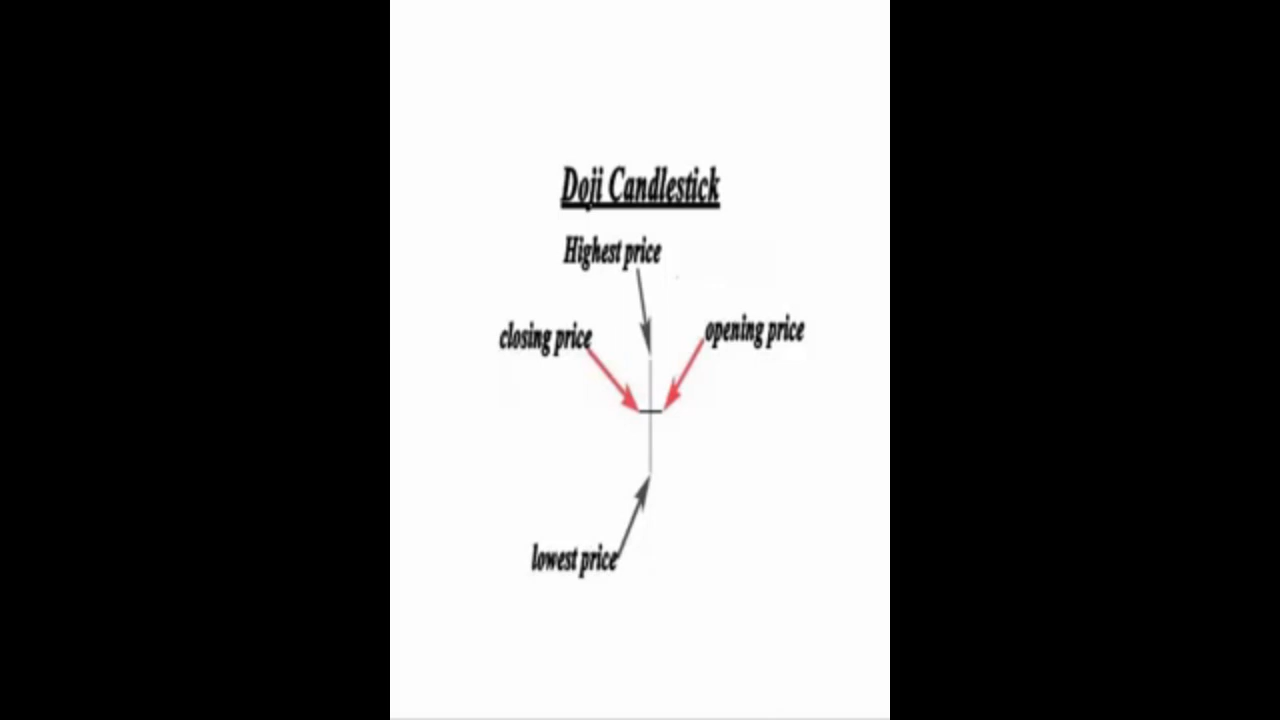 Doji Candlestick
Highest price
closing price
opening price
lowest price